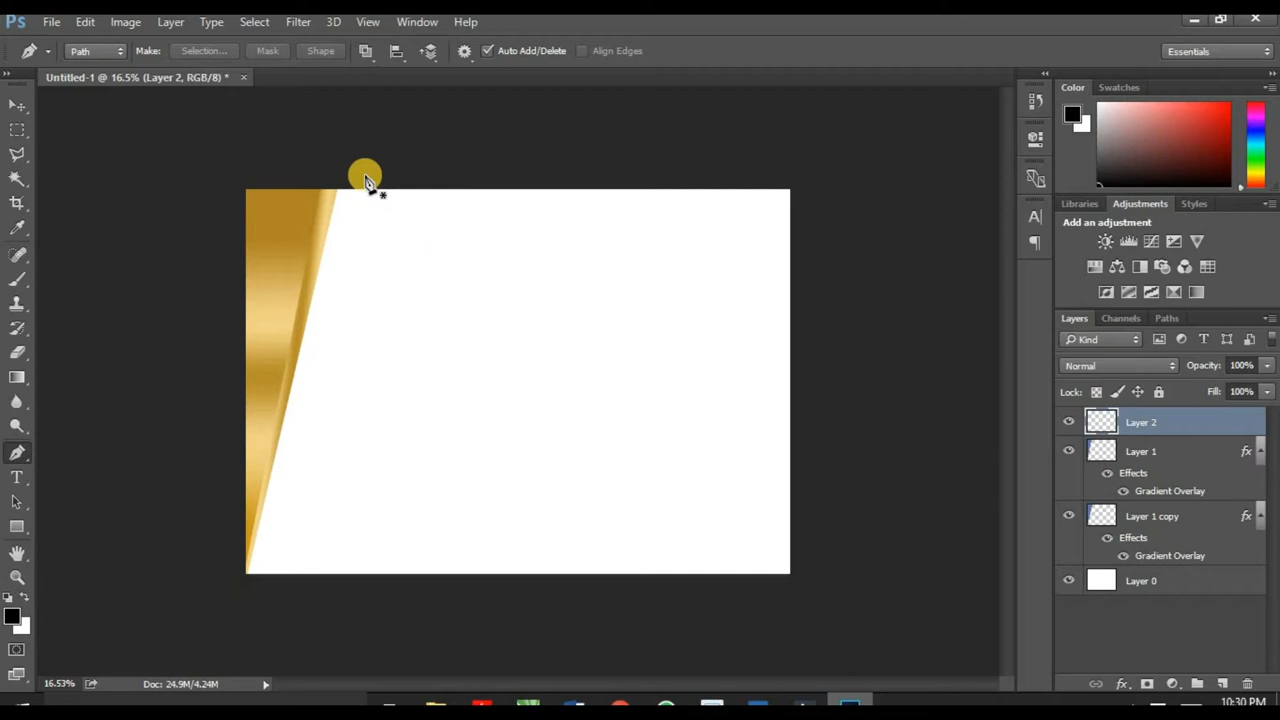 Ps File Edit Image Layer Type Select Filter 3D View Window Help
Path Make: Selection... Mask Shape Auto Add/Delete Align Edges Essentials
Untitled-1 @ 16.5% (Layer 2, RGB/8) *
Color Swatches
Libraries Adjustments Styles
Add an adjustment
Layers Channels Paths
Kind
Normal Opacity: 100%
Lock: Fill: 100%
Layer 2
Layer 1 fx
Effects
Gradient Overlay
Layer 1 copy fx
Effects
Gradient Overlay
Layer 0
16.53% Doc: 24.9M/4.24M
10:30 PM